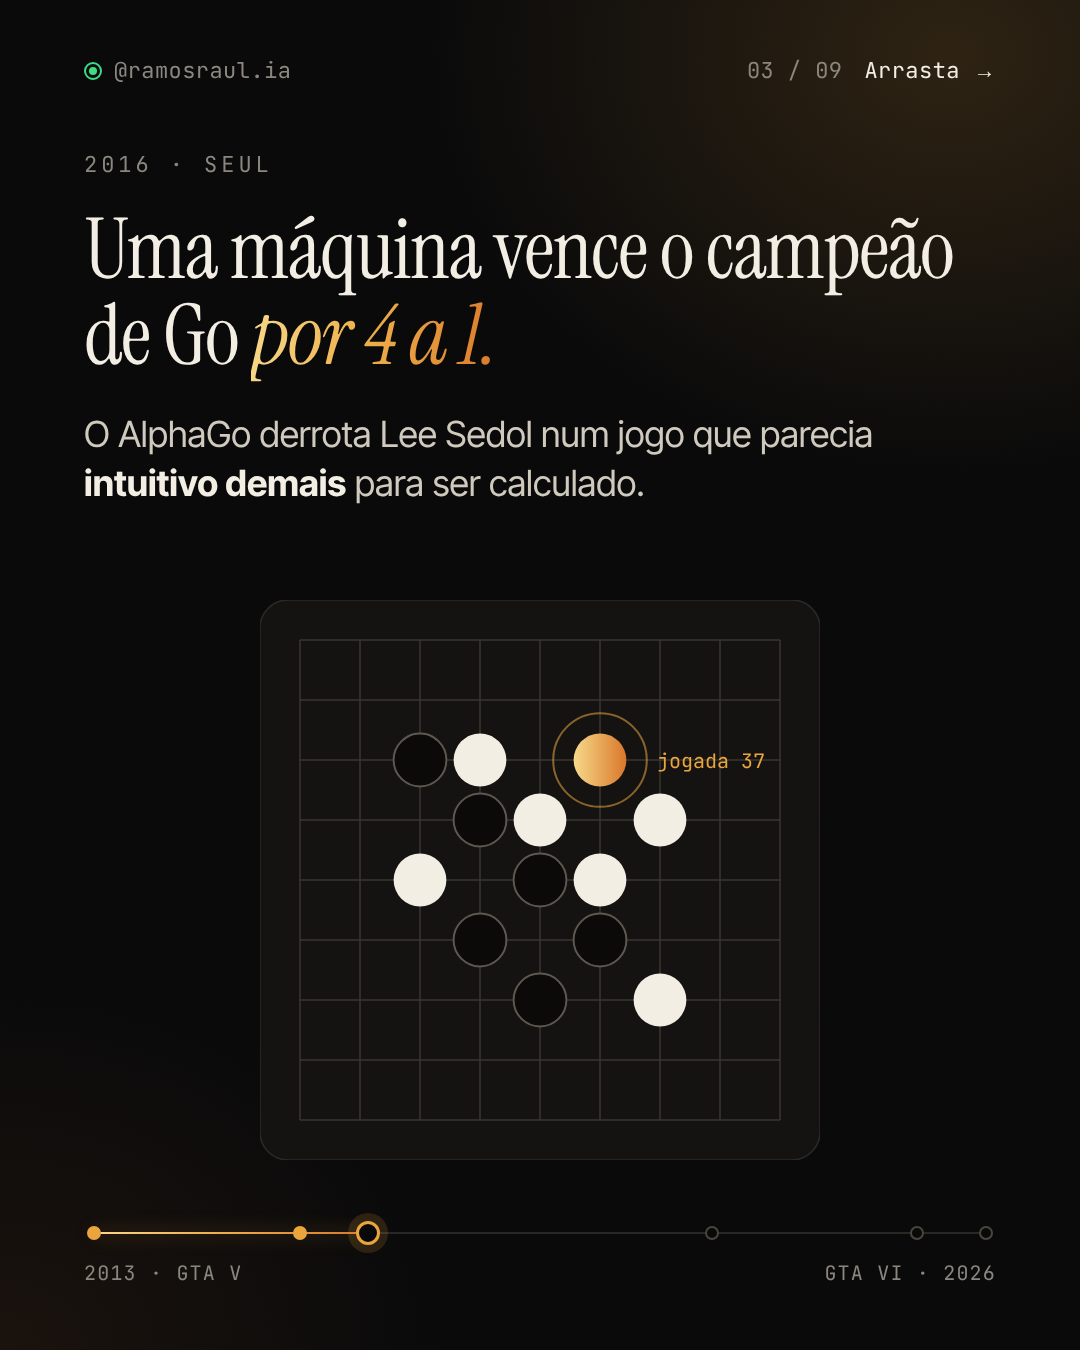 @ramosraul.ia
03 / 09 Arrasta →
2016 · SEUL
Uma máquina vence o campeão
de Go por 4 a 1.
O AlphaGo derrota Lee Sedol num jogo que parecia
intuitivo demais para ser calculado.
jogada 37
2013 · GTA V
GTA VI · 2026